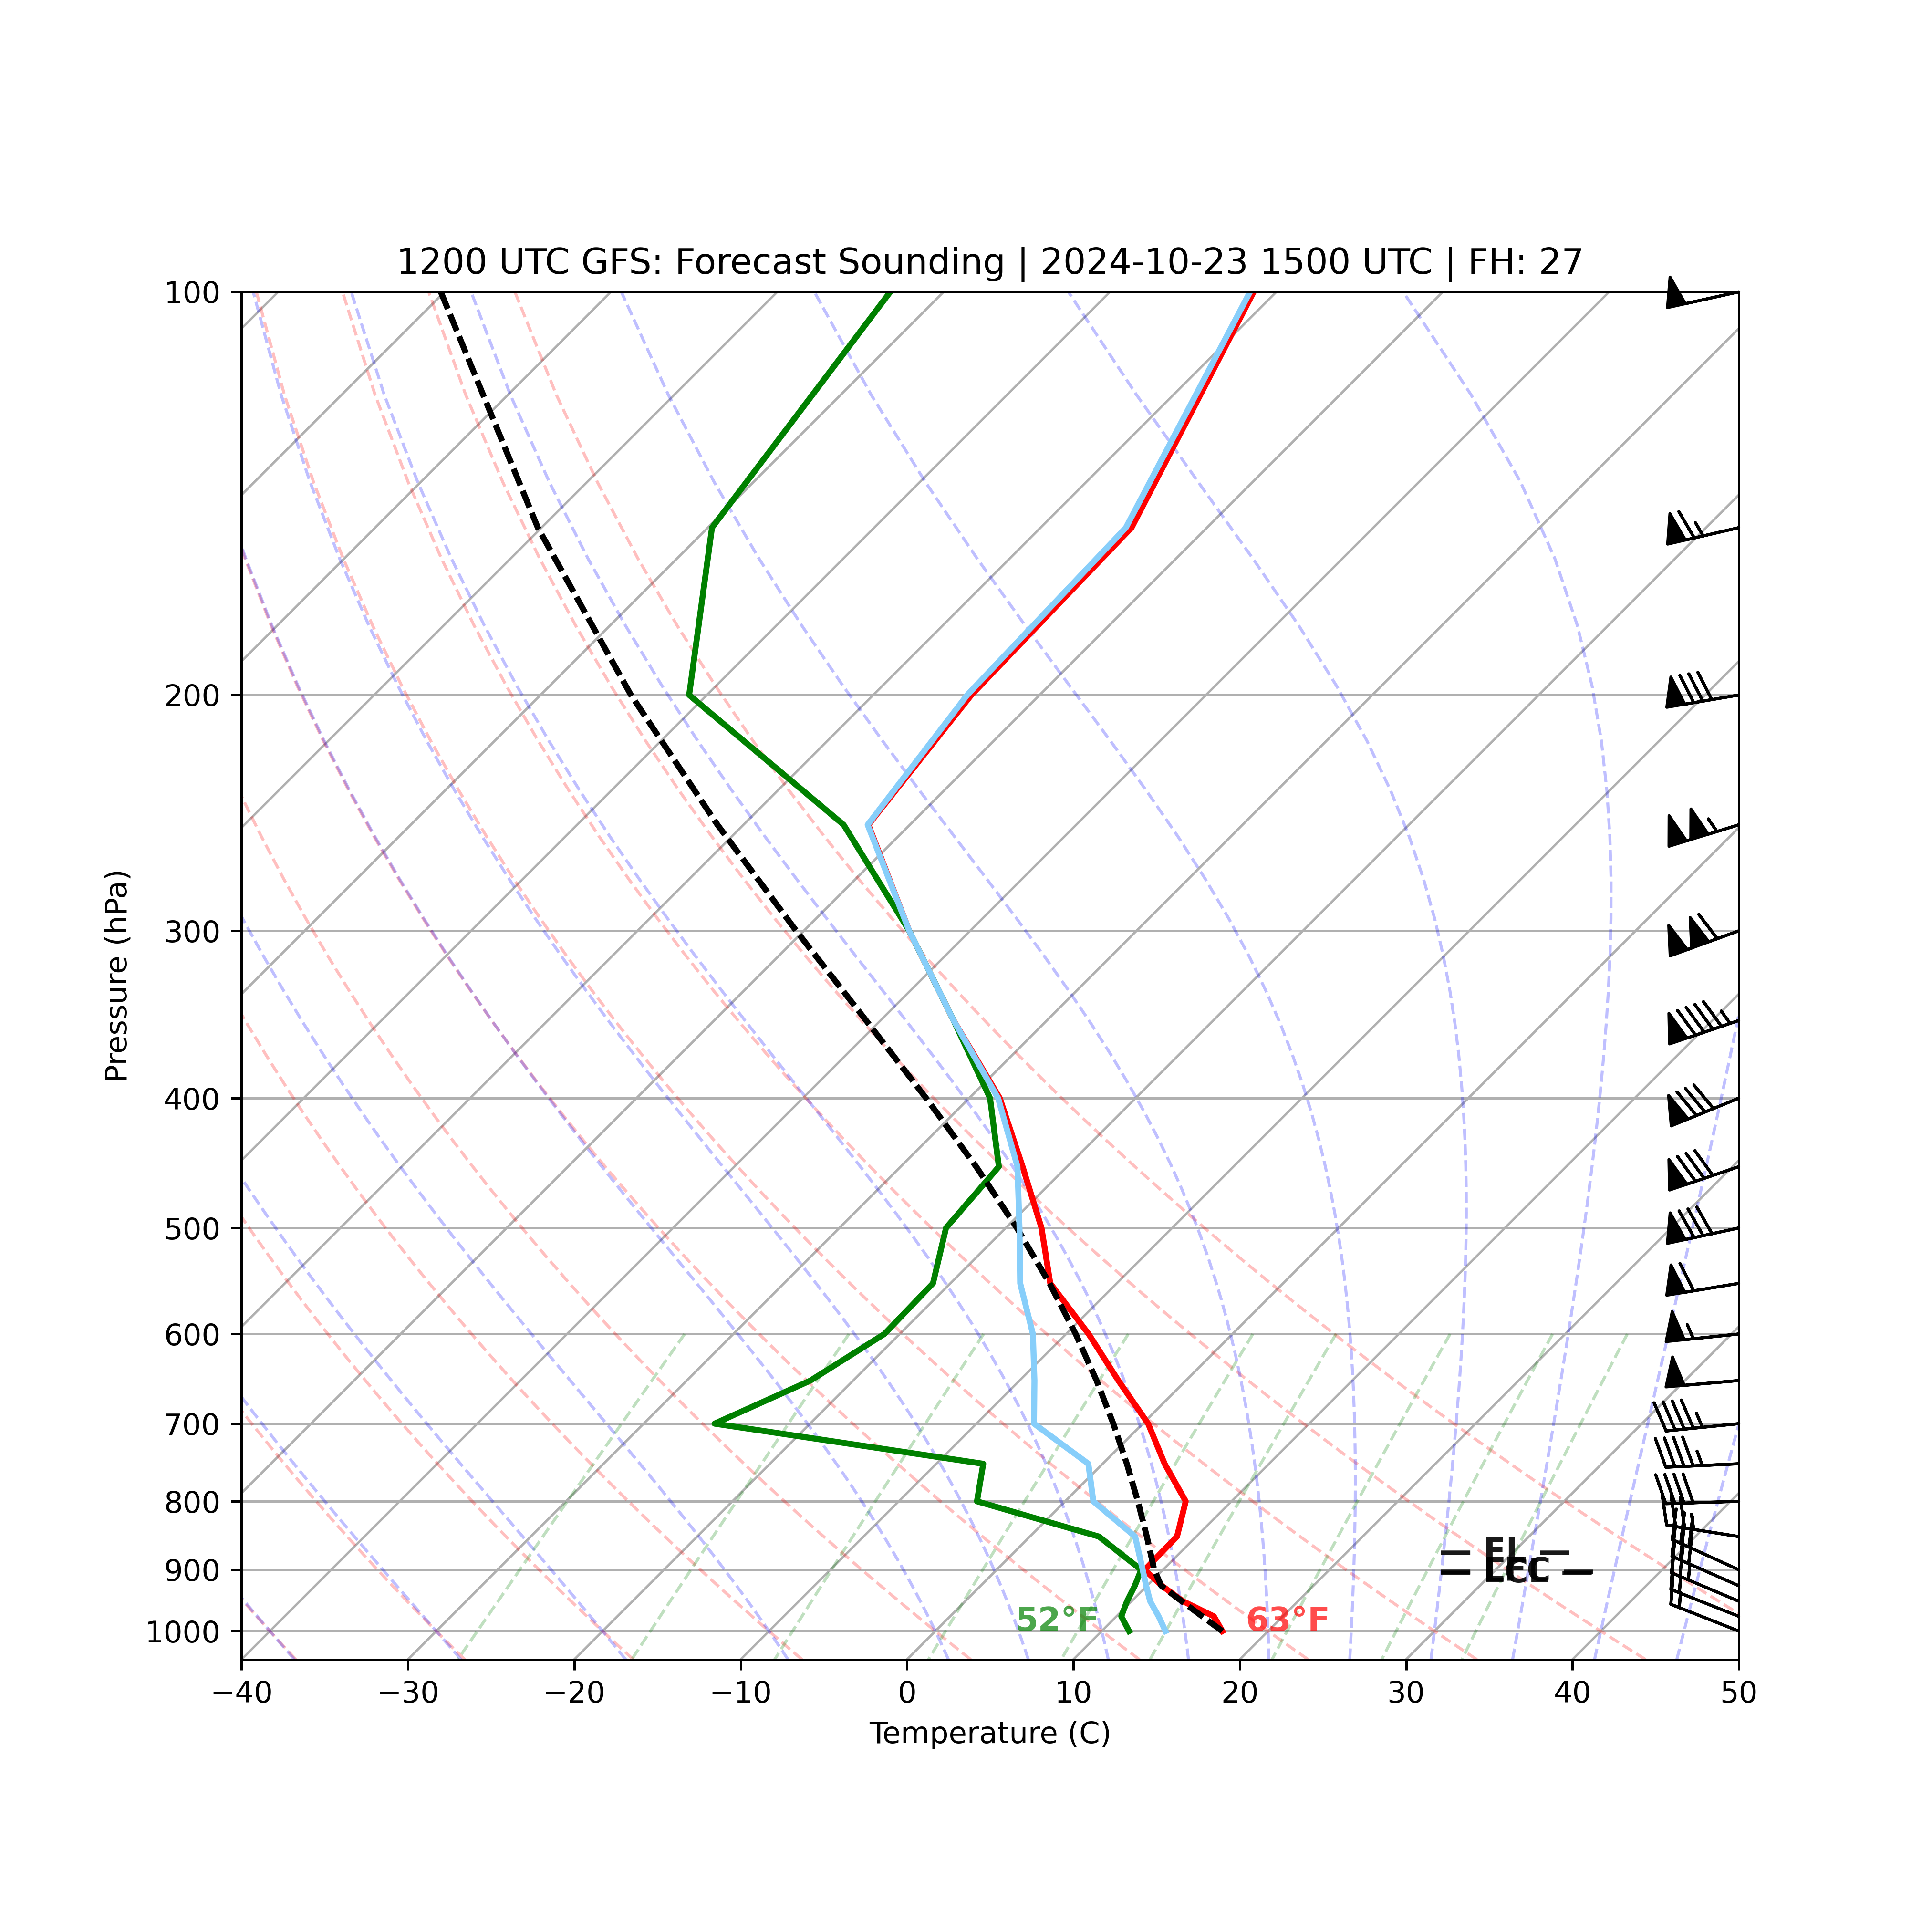 1200 UTC GFS: Forecast Sounding | 2024-10-23 1500 UTC | FH: 27
100
200
300
400
500
600
700
800
900
1000
Pressure (hPa)
— EL —
52°F
63°F
−40 −30 −20 −10 0 10 20 30 40 50
Temperature (C)